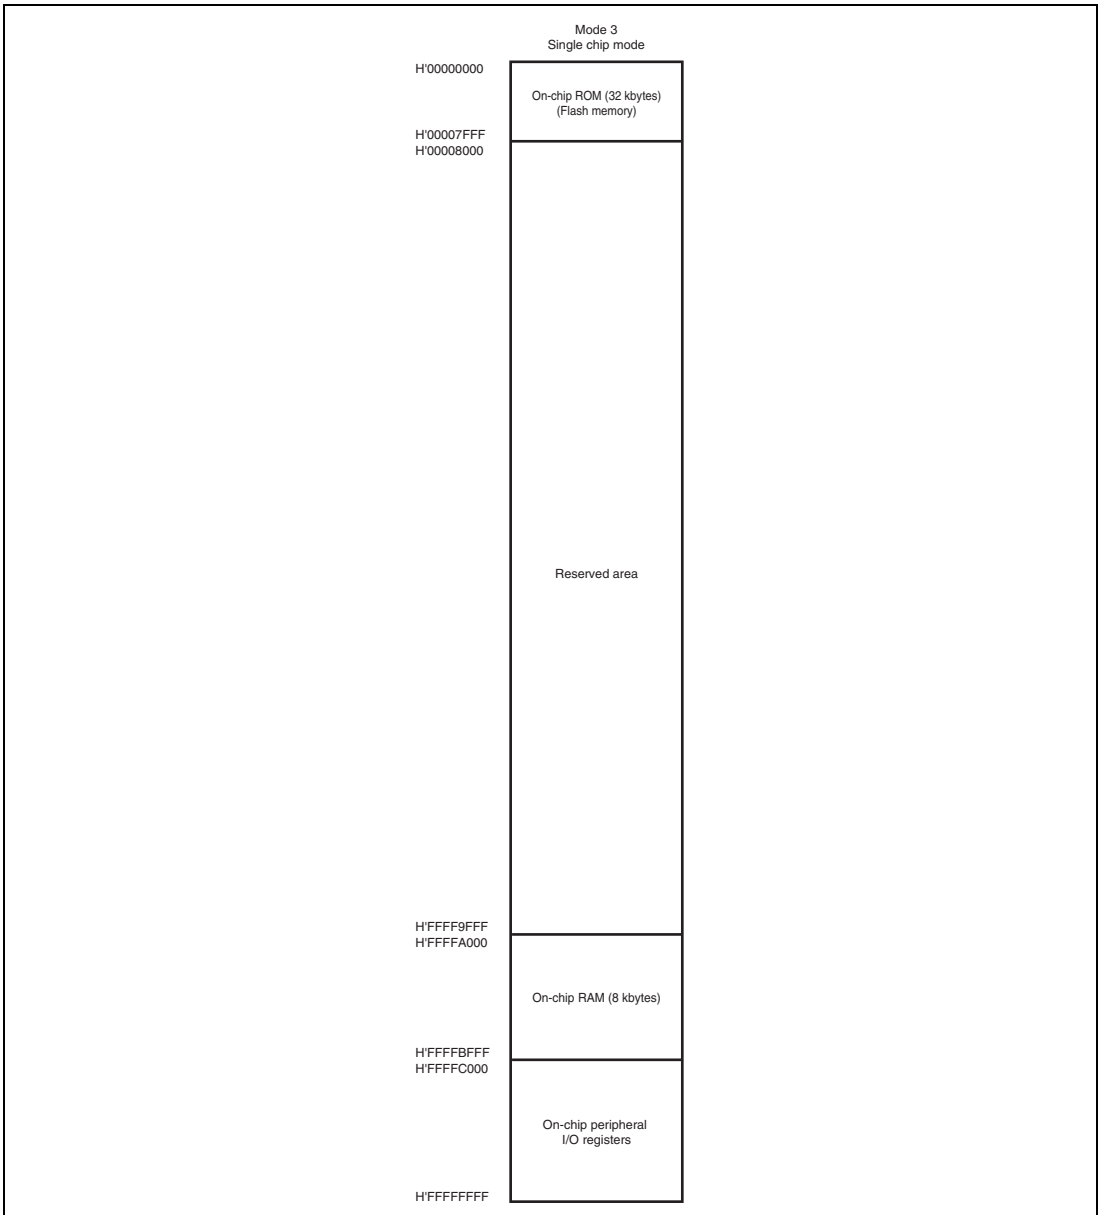 Mode 3
Single chip mode
H'00000000
On-chip ROM (32 kbytes)
(Flash memory)
H'00007FFF
H'00008000
Reserved area
H'FFFF9FFF
H'FFFFA000
On-chip RAM (8 kbytes)
H'FFFFBFFF
H'FFFFC000
On-chip peripheral
I/O registers
H'FFFFFFFF